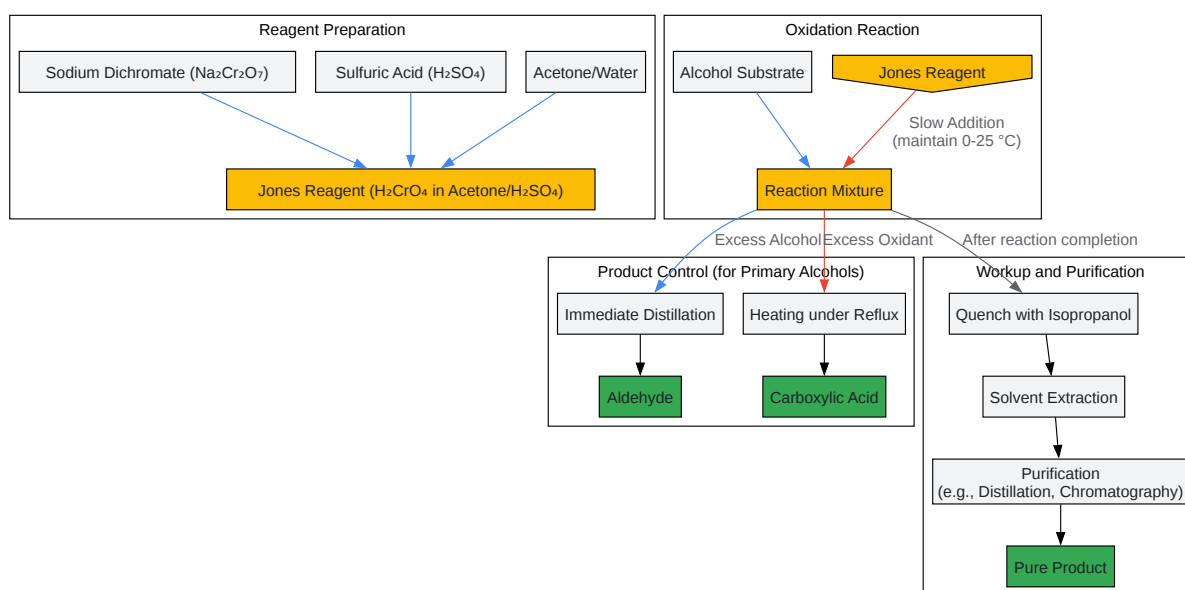 Reagent Preparation
Sodium Dichromate (Na₂Cr₂O₇)
Sulfuric Acid (H₂SO₄)
Acetone/Water
Jones Reagent (H₂CrO₄ in Acetone/H₂SO₄)
Oxidation Reaction
Alcohol Substrate
Jones Reagent
Slow Addition
(maintain 0-25 °C)
Reaction Mixture
Excess Alcohol
Excess Oxidant
After reaction completion
Product Control (for Primary Alcohols)
Immediate Distillation
Heating under Reflux
Aldehyde
Carboxylic Acid
Workup and Purification
Quench with Isopropanol
Solvent Extraction
Purification
(e.g., Distillation, Chromatography)
Pure Product